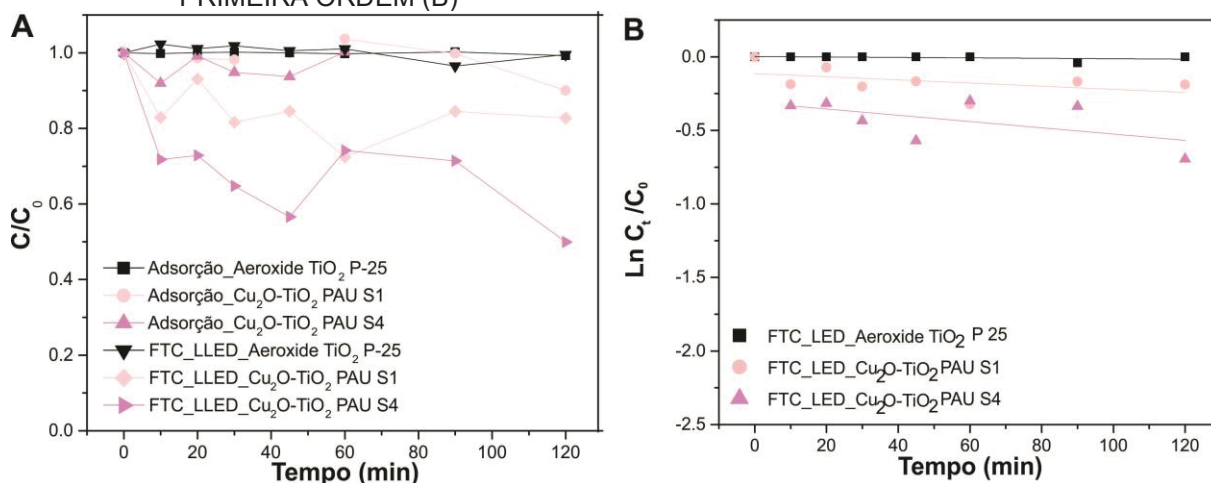 PRIMEIRA ORDEM (B)
A
C/C₀
1.0
0.8
0.6
0.4
0.2
0.0
Adsorção_Aeroxide TiO₂ P-25
Adsorção_Cu₂O-TiO₂ PAU S1
Adsorção_Cu₂O-TiO₂ PAU S4
FTC_LLED_Aeroxide TiO₂ P-25
FTC_LLED_Cu₂O-TiO₂ PAU S1
FTC_LLED_Cu₂O-TiO₂ PAU S4
0 20 40 60 80 100 120
Tempo (min)
B
Ln Cₜ/C₀
0.0
-0.5
-1.0
-1.5
-2.0
-2.5
FTC_LED_Aeroxide TiO₂ P 25
FTC_LED_Cu₂O-TiO₂ PAU S1
FTC_LED_Cu₂O-TiO₂ PAU S4
0 20 40 60 80 100 120
Tempo (min)